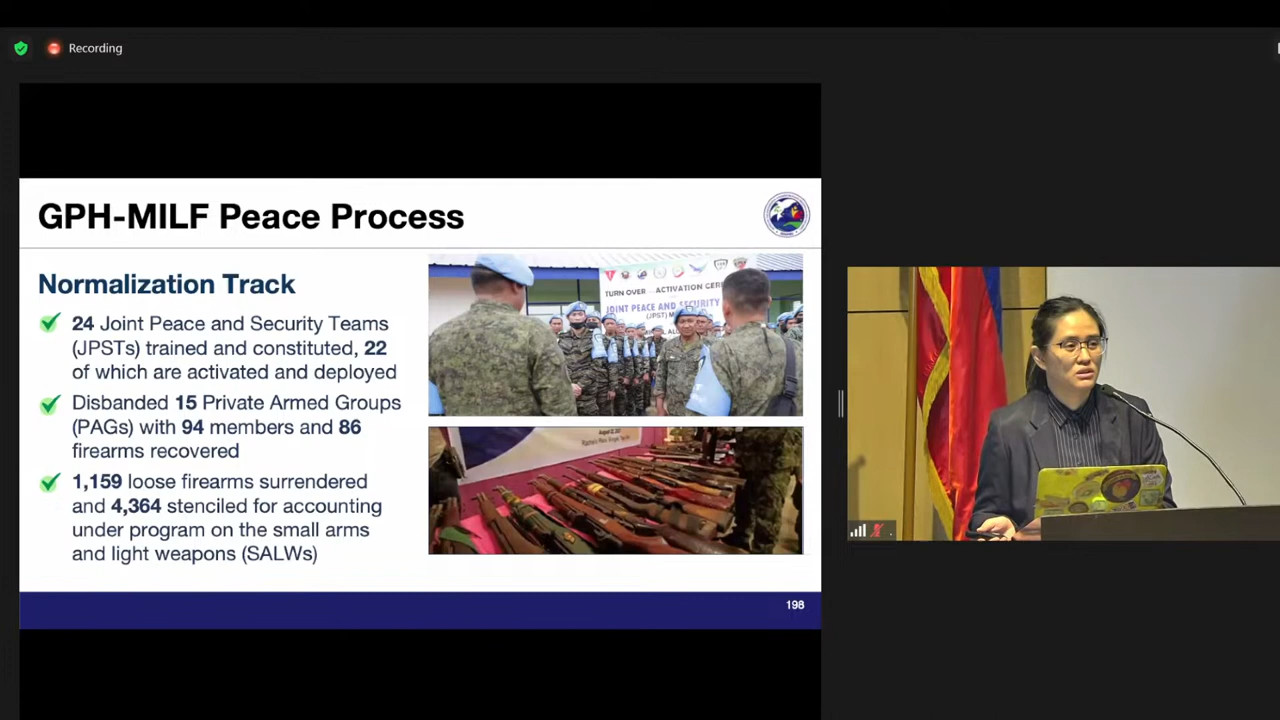 Recording
GPH-MILF Peace Process
Normalization Track
24 Joint Peace and Security Teams
(JPSTs) trained and constituted, 22
of which are activated and deployed
Disbanded 15 Private Armed Groups
(PAGs) with 94 members and 86
firearms recovered
1,159 loose firearms surrendered
and 4,364 stenciled for accounting
under program on the small arms
and light weapons (SALWs)
TURN OVER
ACTIVATION CERE
JOINT PEACE AND SECURITY
(JPST)
198